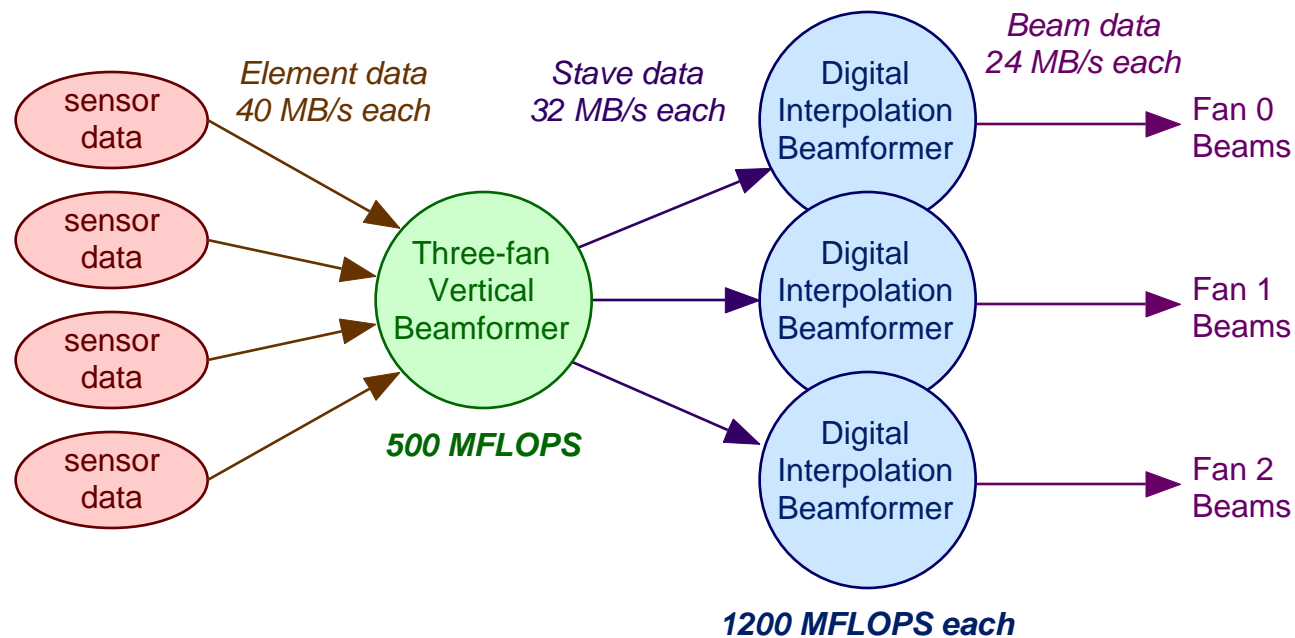 sensor
data
sensor
data
sensor
data
sensor
data
Element data
40 MB/s each
Three-fan
Vertical
Beamformer
500 MFLOPS
Stave data
32 MB/s each
Digital
Interpolation
Beamformer
Digital
Interpolation
Beamformer
Digital
Interpolation
Beamformer
1200 MFLOPS each
Beam data
24 MB/s each
Fan 0
Beams
Fan 1
Beams
Fan 2
Beams